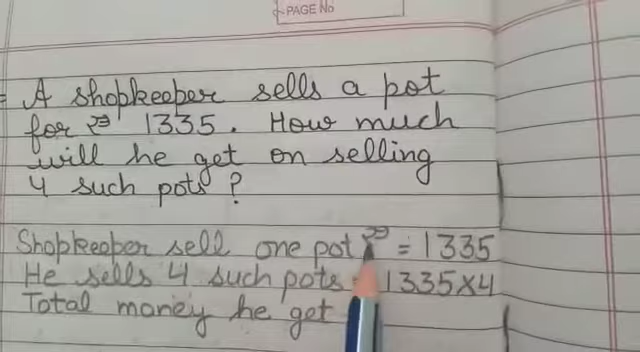 PAGE No
A shopkeeper sells a pot
for ₹ 1335. How much
will he get on selling
4 such pots?
Shopkeeper sell one pot ₹ = 1335
He sells 4 such pots 1335×4
Total money he get